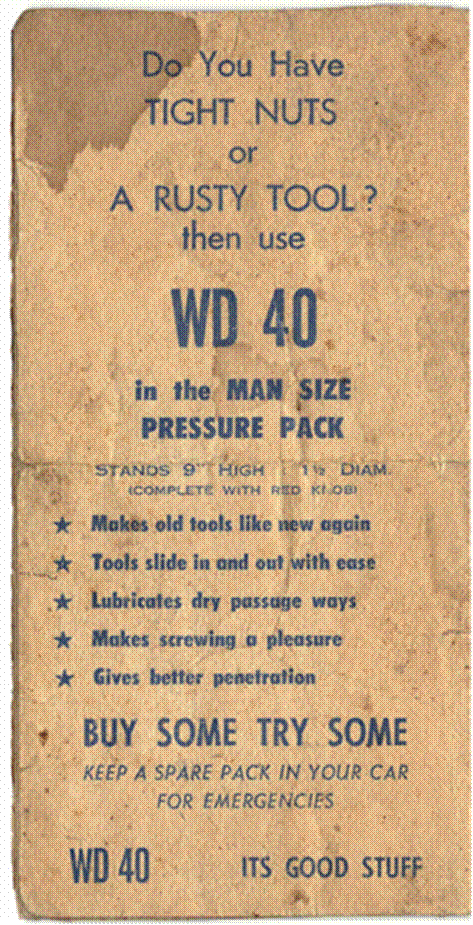 Do You Have
TIGHT NUTS
or
A RUSTY TOOL?
then use
WD 40
in the MAN SIZE
PRESSURE PACK
STANDS 9" HIGH 1½ DIAM.
(COMPLETE WITH RED KNOB)
★ Makes old tools like new again
★ Tools slide in and out with ease
★ Lubricates dry passage ways
★ Makes screwing a pleasure
★ Gives better penetration
BUY SOME TRY SOME
KEEP A SPARE PACK IN YOUR CAR
FOR EMERGENCIES
WD 40 ITS GOOD STUFF